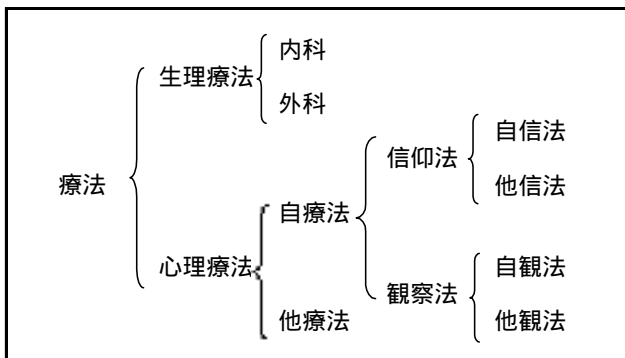 療法
生理療法
内科
外科
心理療法
自療法
信仰法
自信法
他信法
観察法
自観法
他観法
他療法